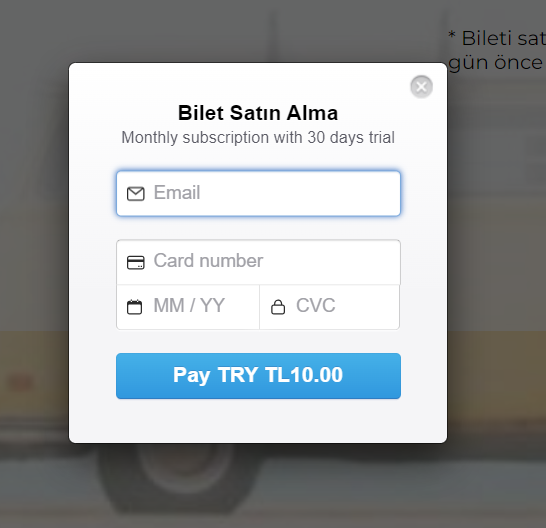 * Bileti sat
gün önce
Bilet Satın Alma
Monthly subscription with 30 days trial
Email
Card number
MM / YY
CVC
Pay TRY TL10.00